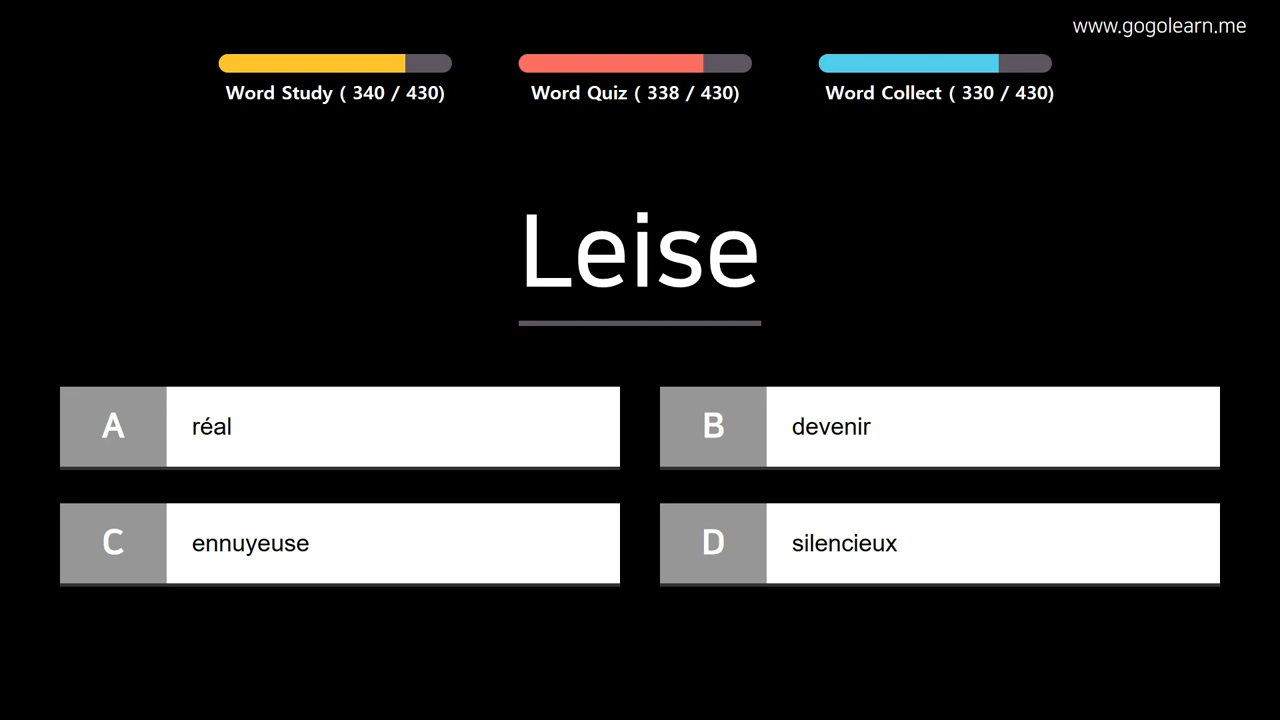 www.gogolearn.me
Word Study ( 340 / 430)
Word Quiz ( 338 / 430)
Word Collect ( 330 / 430)
Leise
A réal
B devenir
C ennuyeuse
D silencieux